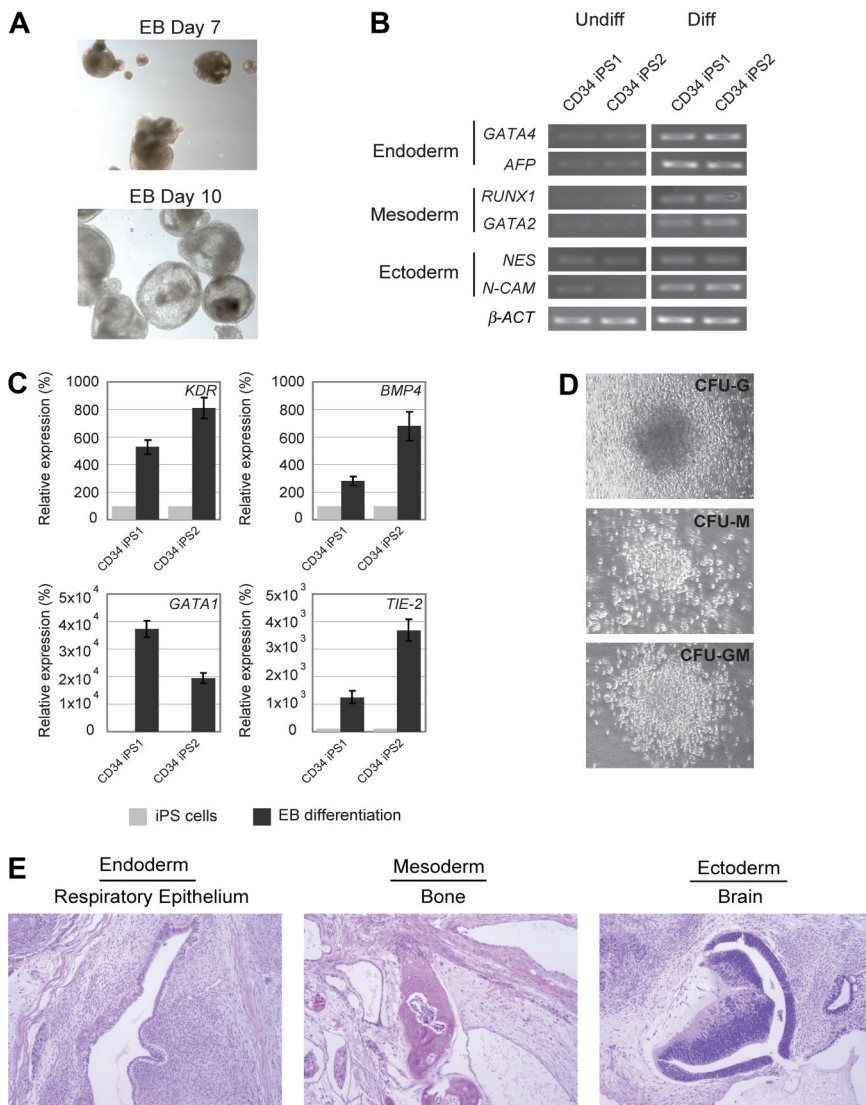 A
EB Day 7
EB Day 10
B
Undiff Diff
CD34 iPS1 CD34 iPS2 CD34 iPS1 CD34 iPS2
Endoderm
GATA4
AFP
Mesoderm
RUNX1
GATA2
Ectoderm
NES
N-CAM
β-ACT
C
Relative expression (%)
KDR
1000
800
600
400
200
0
CD34 iPS1 CD34 iPS2
Relative expression (%)
BMP4
1000
800
600
400
200
0
CD34 iPS1 CD34 iPS2
Relative expression (%)
GATA1
5x10⁴
4x10⁴
3x10⁴
2x10⁴
1x10⁴
0
CD34 iPS1 CD34 iPS2
Relative expression (%)
TIE-2
5x10³
4x10³
3x10³
2x10³
1x10³
0
CD34 iPS1 CD34 iPS2
iPS cells EB differentiation
D
CFU-G
CFU-M
CFU-GM
E
Endoderm
Respiratory Epithelium
Mesoderm
Bone
Ectoderm
Brain